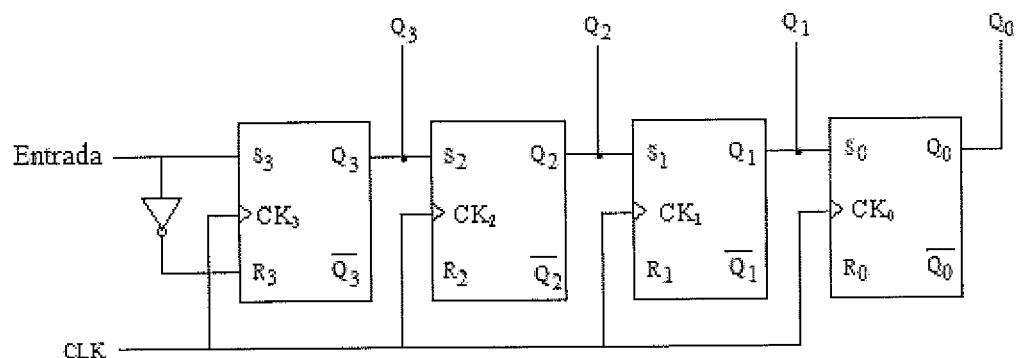 Q₃ Q₂ Q₁ Q₀
Entrada S₃ Q₃ S₂ Q₂ S₁ Q₁ S₀ Q₀
CK₃ CK₂ CK₁ CK₀
R₃ Q̅₃ R₂ Q̅₂ R₁ Q̅₁ R₀ Q̅₀
CLK